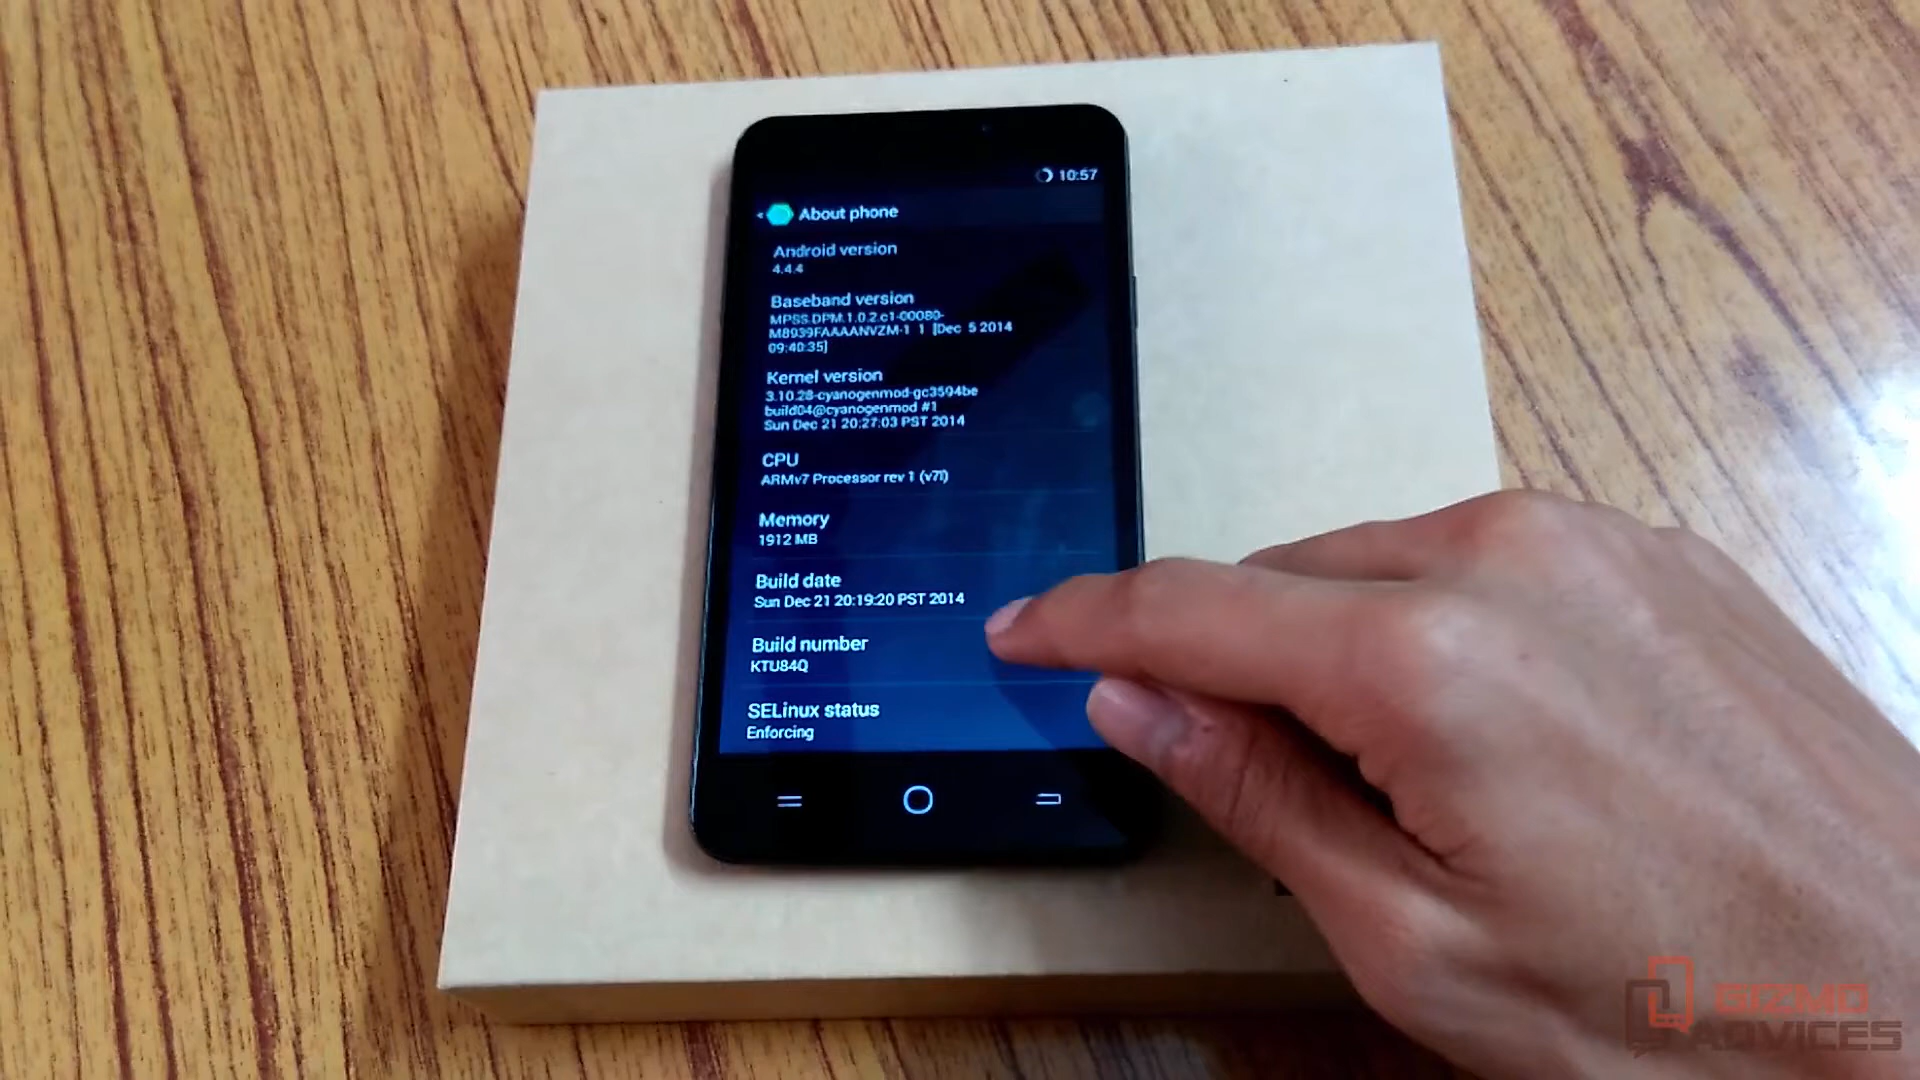 10:57
About phone
Android version
4.4.4
Baseband version
MPSS.DPM.1.0.2.c1-00080-
M8939FAAAANVZM-1 1 [Dec 5 2014
09:40:35]
Kernel version
3.10.28-cyanogenmod-gc3594be
build04@cyanogenmod #1
Sun Dec 21 20:27:03 PST 2014
CPU
ARMv7 Processor rev 1 (v7l)
Memory
1912 MB
Build date
Sun Dec 21 20:19:20 PST 2014
Build number
KTU84Q
SELinux status
Enforcing
GIZMO
ADVICES